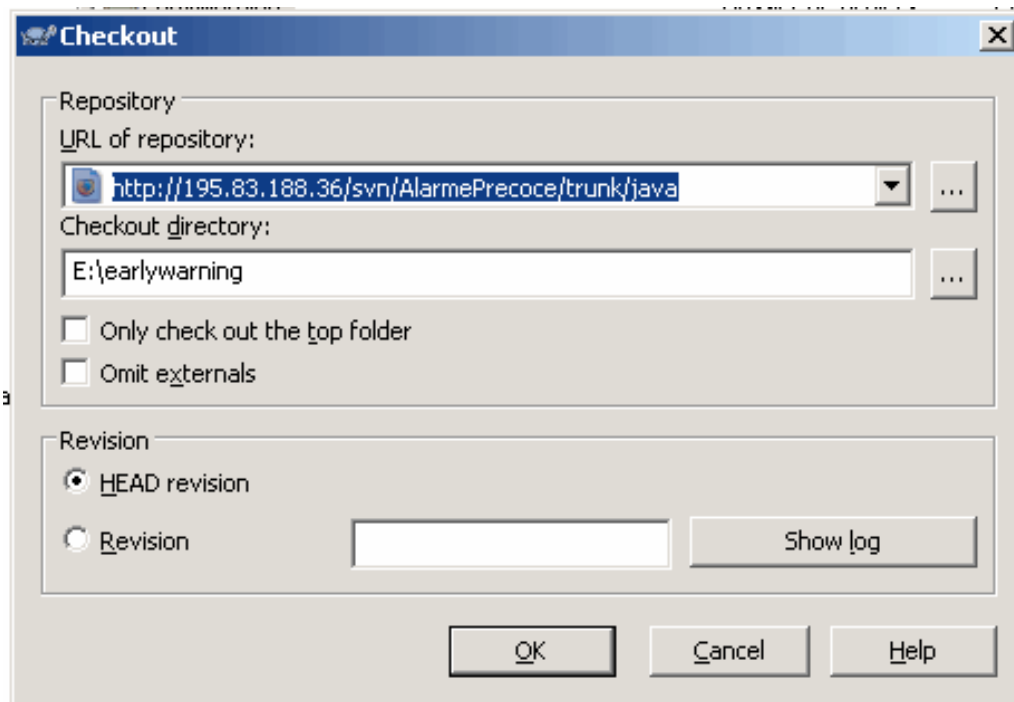 Checkout
Repository
URL of repository:
http://195.83.188.36/svn/AlarmePrecoce/trunk/java
...
Checkout directory:
E:\earlywarning
...
Only check out the top folder
Omit externals
a
Revision
HEAD revision
Revision
Show log
OK Cancel Help